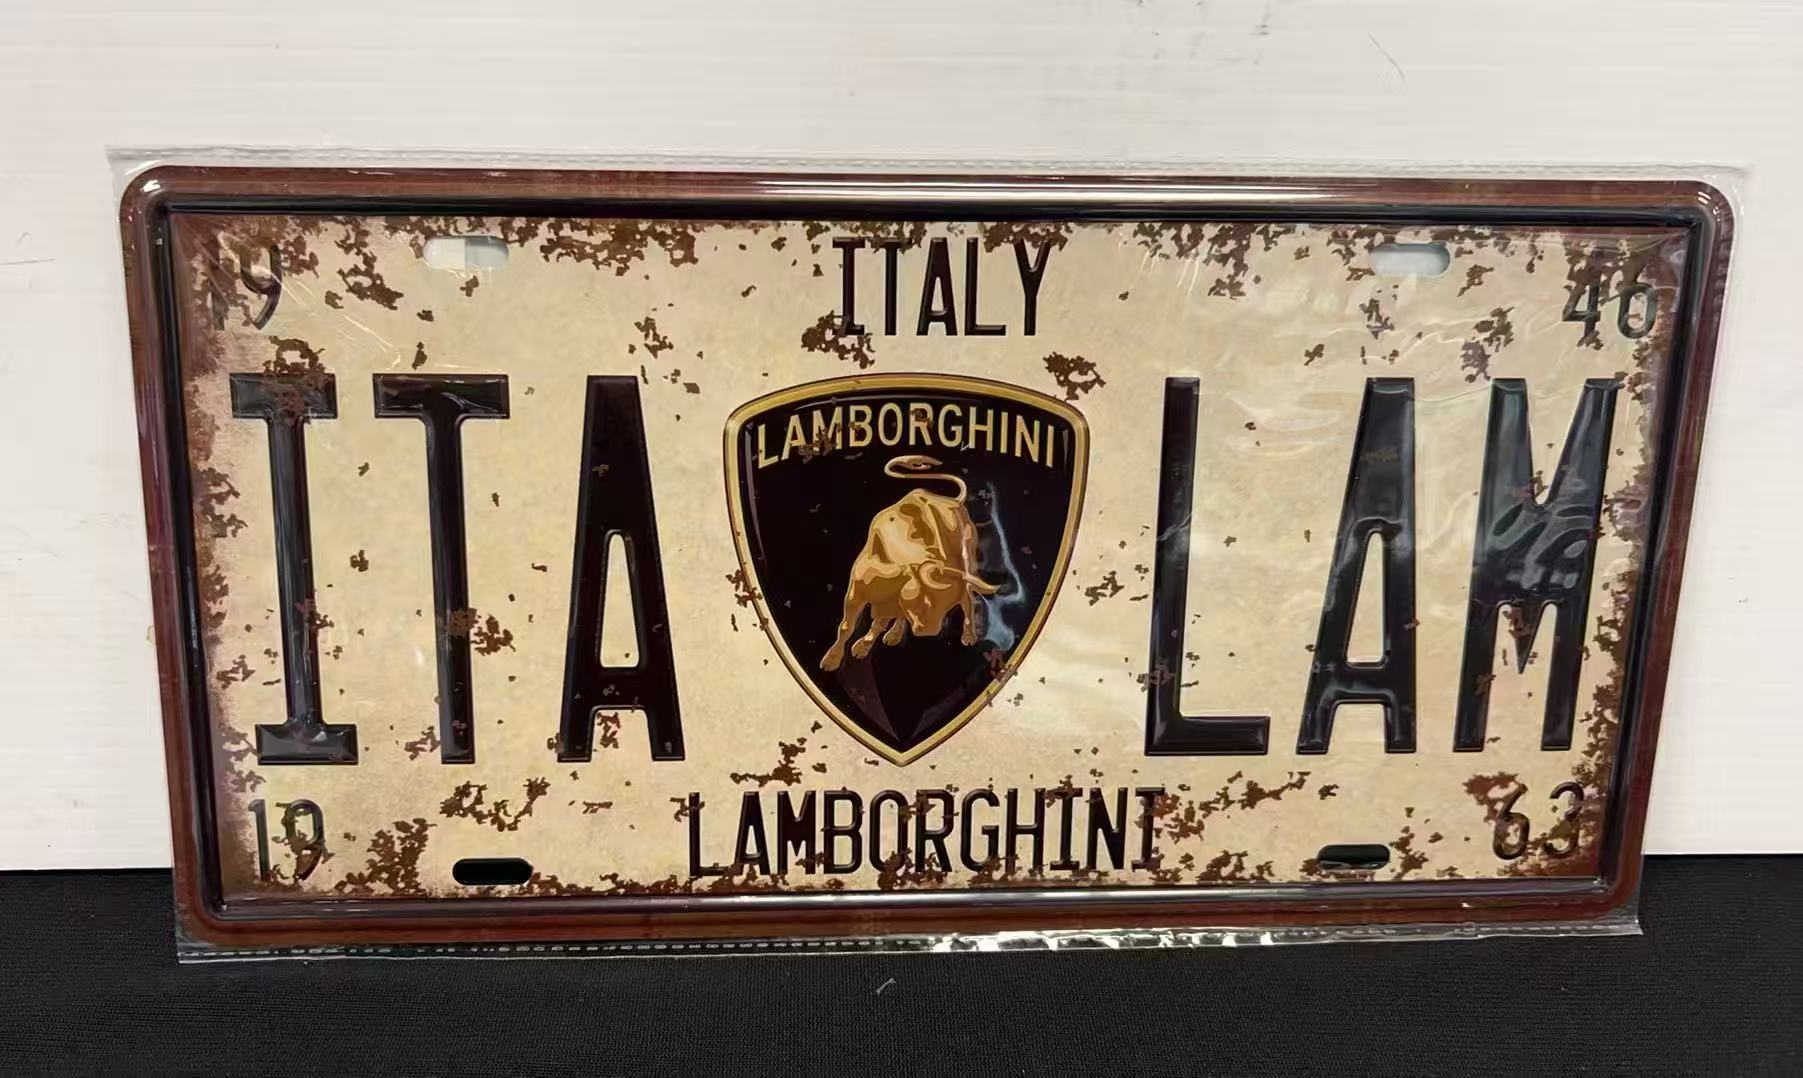 19 ITALY 46
ITA LAMBORGHINI LAM
19 LAMBORGHINI 63